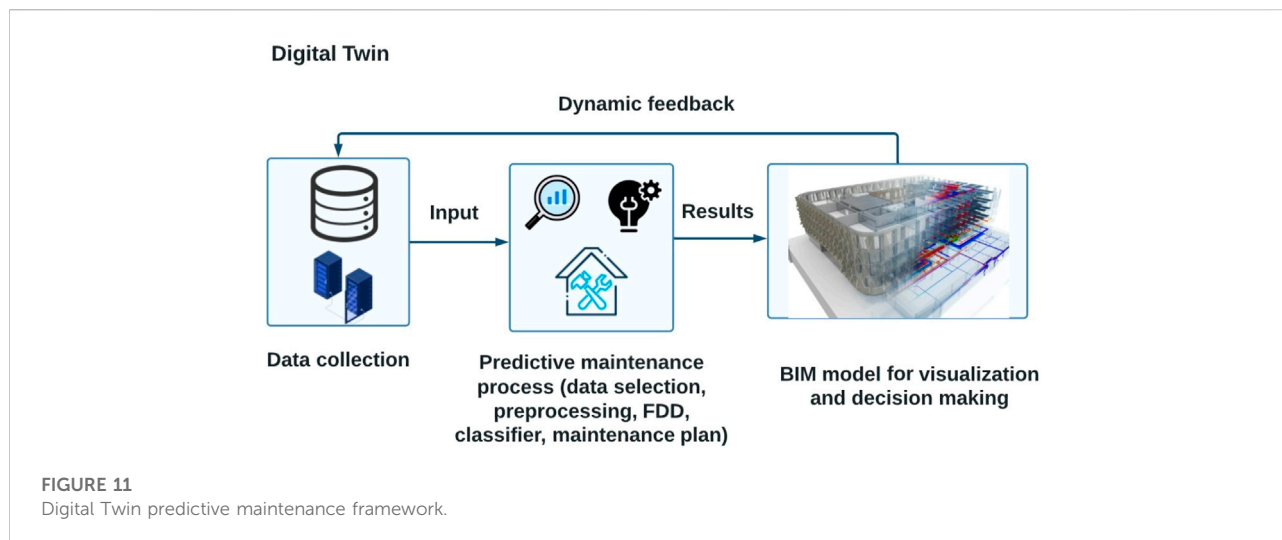 Digital Twin
Dynamic feedback
Input
Results
Data collection
Predictive maintenance
process (data selection,
preprocessing, FDD,
classifier, maintenance plan)
BIM model for visualization
and decision making
FIGURE 11
Digital Twin predictive maintenance framework.